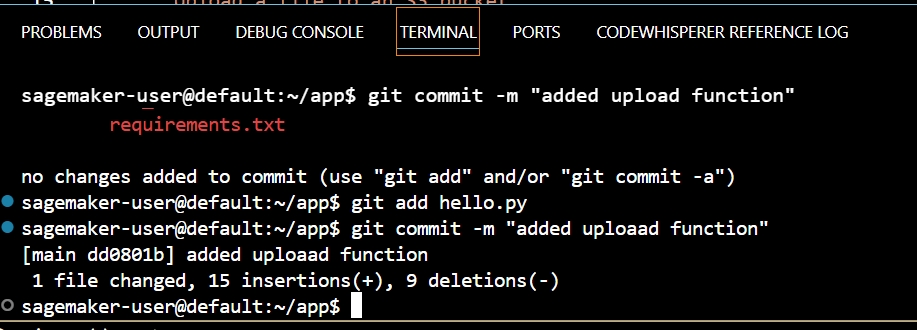 PROBLEMS OUTPUT DEBUG CONSOLE TERMINAL PORTS CODEWHISPERER REFERENCE LOG
sagemaker-user@default:~/app$ git commit -m "added upload function"
requirements.txt
no changes added to commit (use "git add" and/or "git commit -a")
sagemaker-user@default:~/app$ git add hello.py
sagemaker-user@default:~/app$ git commit -m "added uploaad function"
[main dd0801b] added uploaad function
1 file changed, 15 insertions(+), 9 deletions(-)
sagemaker-user@default:~/app$